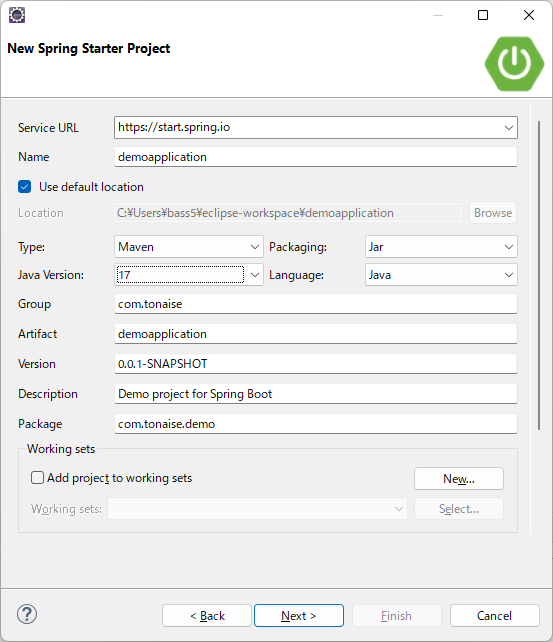 New Spring Starter Project
Service URL https://start.spring.io
Name demoapplication
Use default location
Location C:¥Users¥bass5¥eclipse-workspace¥demoapplication Browse
Type: Maven Packaging: Jar
Java Version: 17 Language: Java
Group com.tonaise
Artifact demoapplication
Version 0.0.1-SNAPSHOT
Description Demo project for Spring Boot
Package com.tonaise.demo
Working sets
Add project to working sets New...
Working sets: Select...
? < Back Next > Finish Cancel